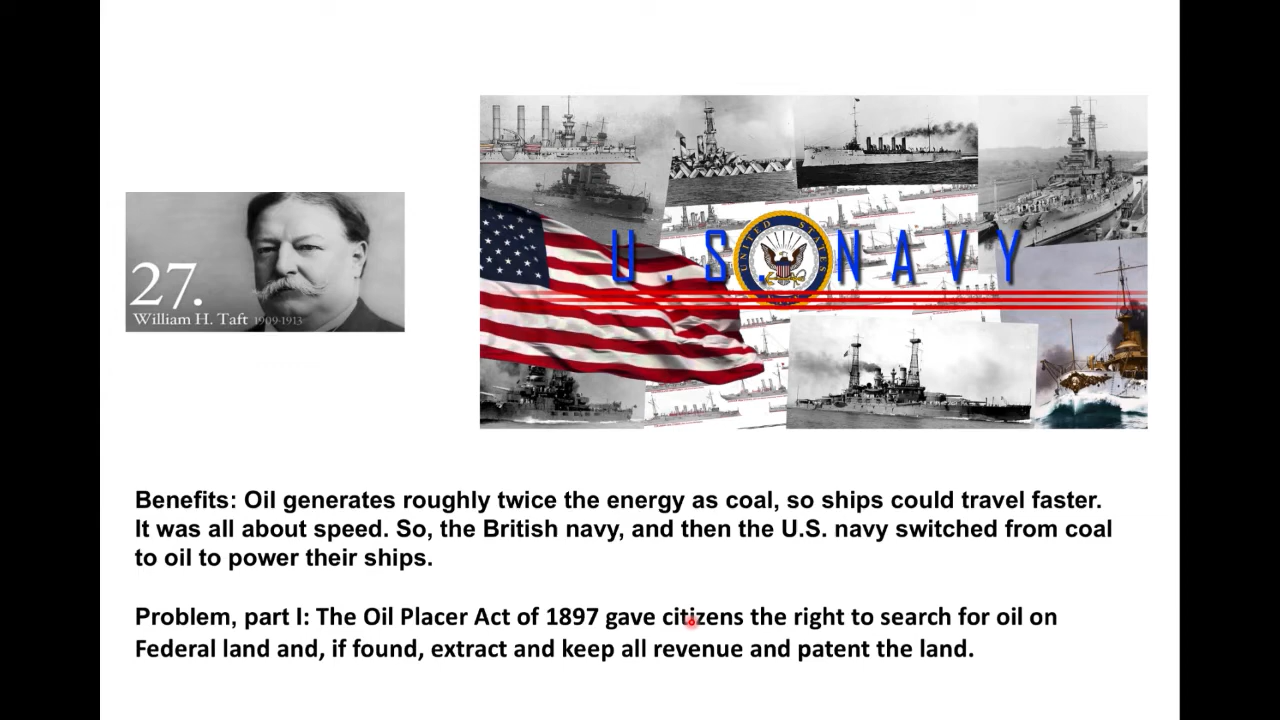 27.
William H. Taft 1909-1913
U.S. NAVY
UNITED STATES
Benefits: Oil generates roughly twice the energy as coal, so ships could travel faster.
It was all about speed. So, the British navy, and then the U.S. navy switched from coal
to oil to power their ships.
Problem, part l: The Oil Placer Act of 1897 gave citizens the right to search for oil on
Federal land and, if found, extract and keep all revenue and patent the land.